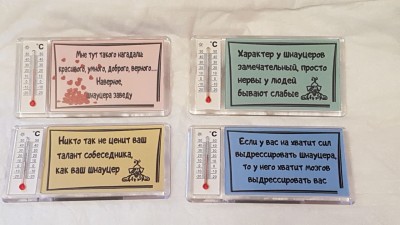 °C
Мне тут такого нагадали
красивого, умного, доброго, верного...
Наверное,
шнауцера заведу
°C
Характер у шнауцеров
замечательный, просто
нервы у людей
бывают слабые
°C
Никто так не ценит ваш
талант собеседника,
как ваш шнауцер
°C
Если у вас на хватит сил
выдрессировать шнауцера,
то у него хватит мозгов
выдрессировать вас